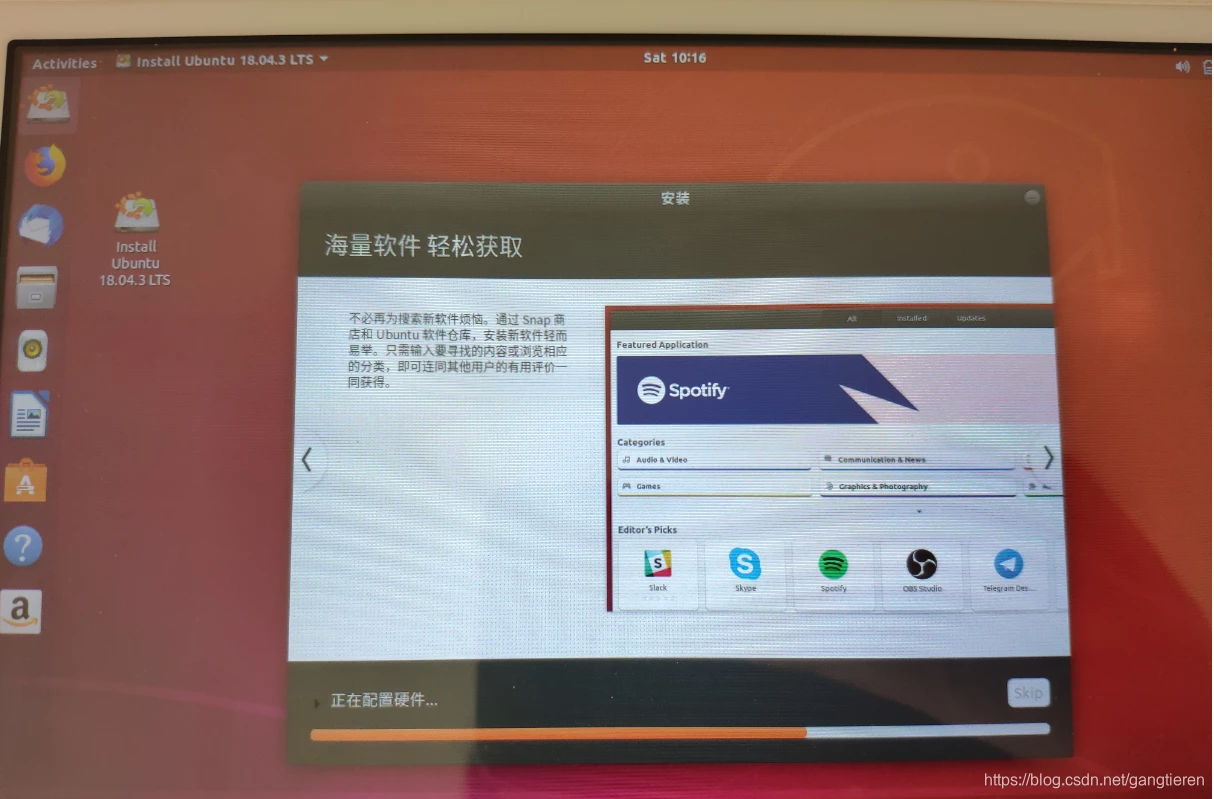 Activities
Install Ubuntu 18.04.3 LTS
Sat 10:16
Install
Ubuntu
18.04.3 LTS
安装
海量软件 轻松获取
不必再为搜索新软件烦恼。通过 Snap 商
店和 Ubuntu 软件仓库，安装新软件轻而
易举。只需输入要寻找的内容或浏览相应
的分类，即可连同其他用户的有用评价一
同获得。
All
Installed
Updates
Featured Application
Spotify
Categories
Audio & Video
Communication & News
Games
Graphics & Photography
Editor's Picks
S
Slack
S
Skype
Spotify
OBS Studio
Telegram Des...
?
a
正在配置硬件...
Skip
https://blog.csdn.net/gangtieren